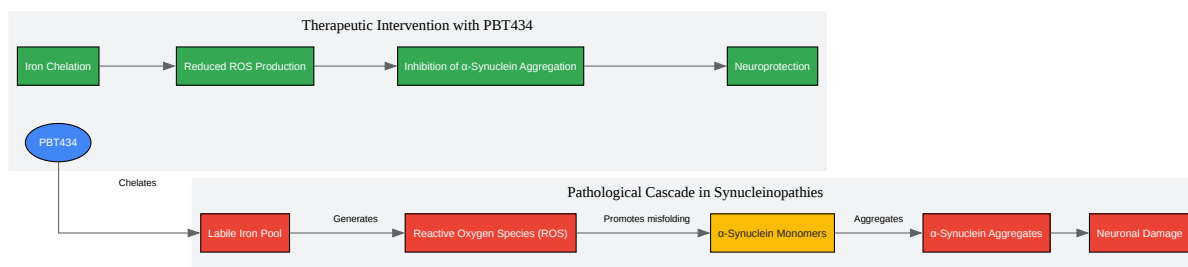 Therapeutic Intervention with PBT434
Iron Chelation
Reduced ROS Production
Inhibition of α-Synuclein Aggregation
Neuroprotection
PBT434
Chelates
Pathological Cascade in Synucleinopathies
Labile Iron Pool
Generates
Reactive Oxygen Species (ROS)
Promotes misfolding
α-Synuclein Monomers
Aggregates
α-Synuclein Aggregates
Neuronal Damage